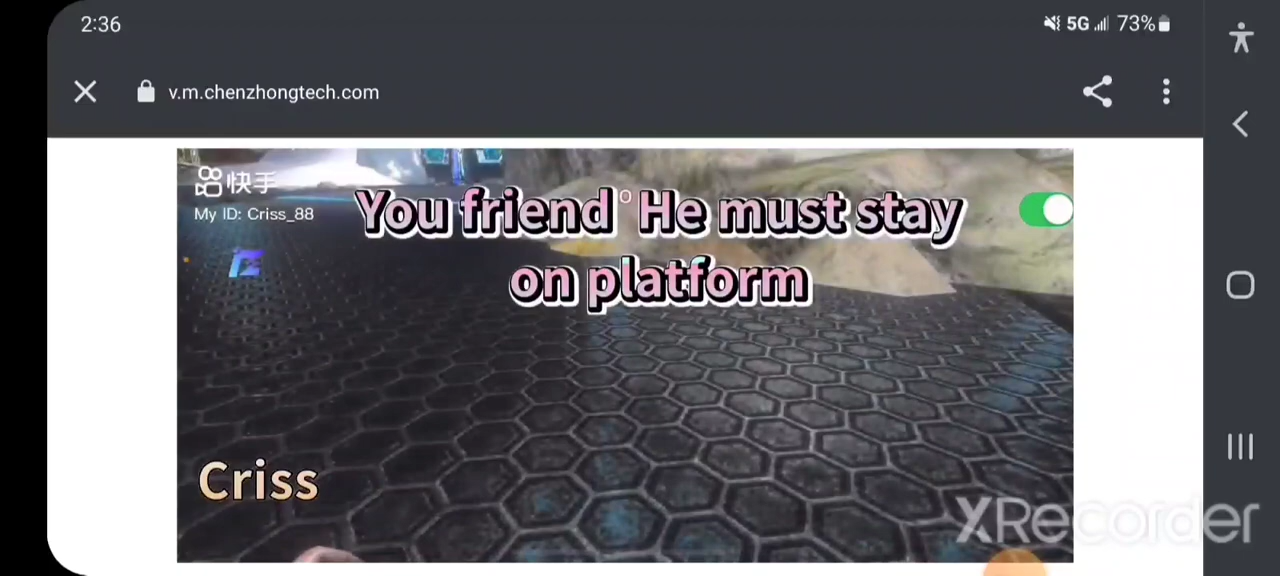 2:36
5G 73%
v.m.chenzhongtech.com
快手
My ID: Criss_88
You friend° He must stay
on platform
Criss
XRecorder